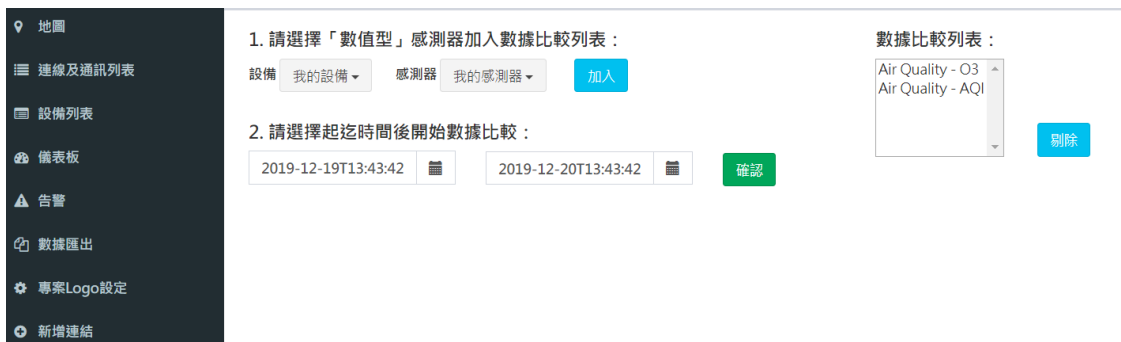 地圖
連線及通訊列表
設備列表
儀表板
告警
數據匯出
專案Logo設定
新增連結
1. 請選擇「數值型」感測器加入數據比較列表：
設備 我的設備 感測器 我的感測器 加入
2. 請選擇起迄時間後開始數據比較：
2019-12-19T13:43:42 2019-12-20T13:43:42 確認
數據比較列表：
Air Quality - O3
Air Quality - AQI
剔除